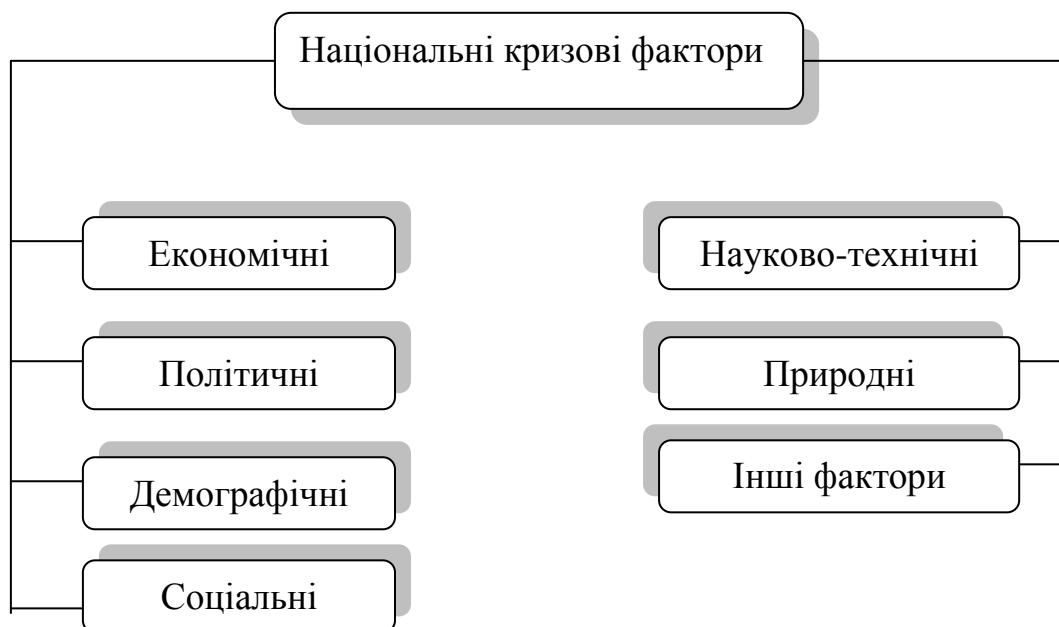 Національні кризові фактори
Економічні
Політичні
Демографічні
Соціальні
Науково-технічні
Природні
Інші фактори